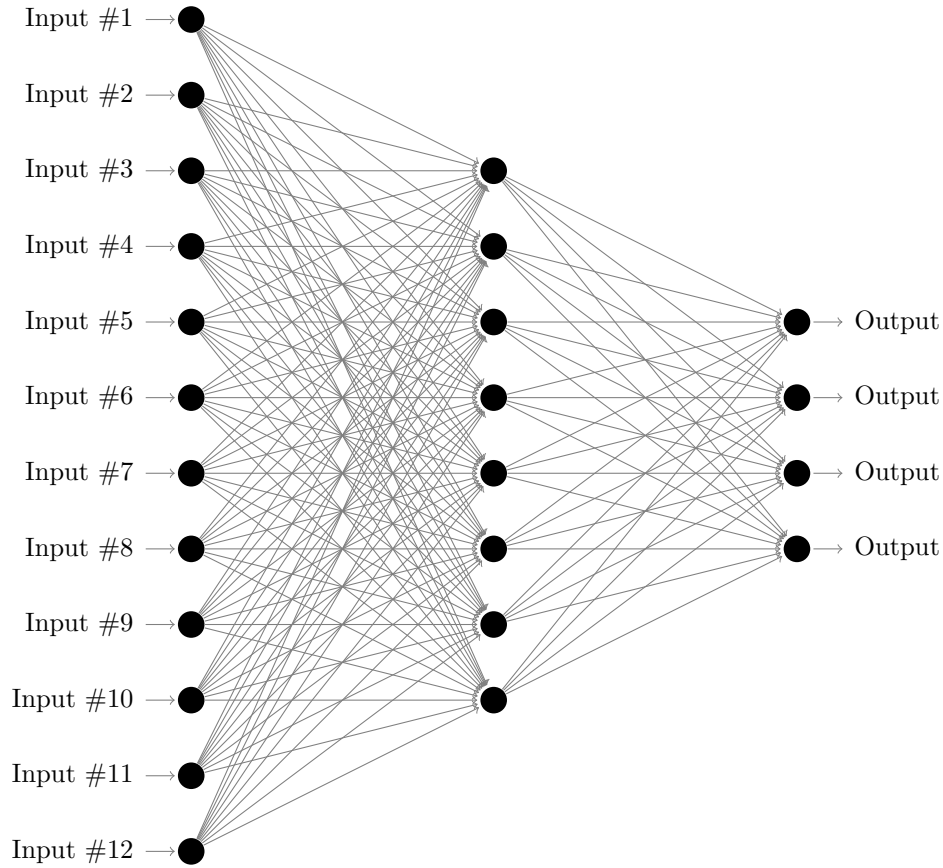 Input #1
Input #2
Input #3
Input #4
Input #5
Input #6
Input #7
Input #8
Input #9
Input #10
Input #11
Input #12
Output
Output
Output
Output